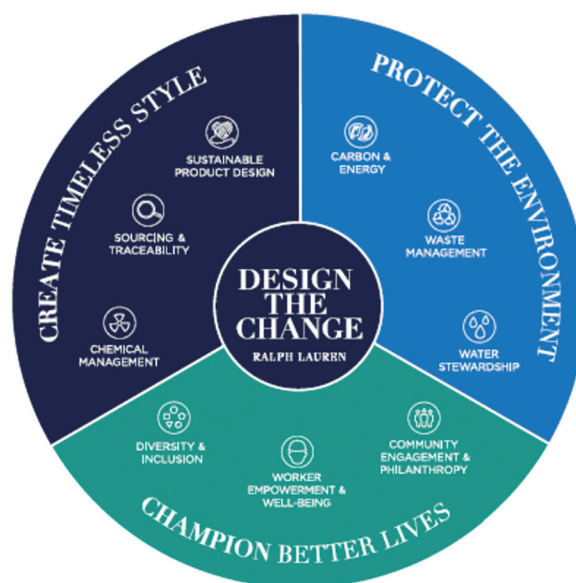 CREATE TIMELESS STYLE
SUSTAINABLE
PRODUCT DESIGN
SOURCING &
TRACEABILITY
CHEMICAL
MANAGEMENT
PROTECT THE ENVIRONMENT
CARBON &
ENERGY
WASTE
MANAGEMENT
WATER
STEWARDSHIP
DESIGN
THE
CHANGE
RALPH LAUREN
DIVERSITY &
INCLUSION
WORKER
EMPOWERMENT &
WELL-BEING
COMMUNITY
ENGAGEMENT &
PHILANTHROPY
CHAMPION BETTER LIVES